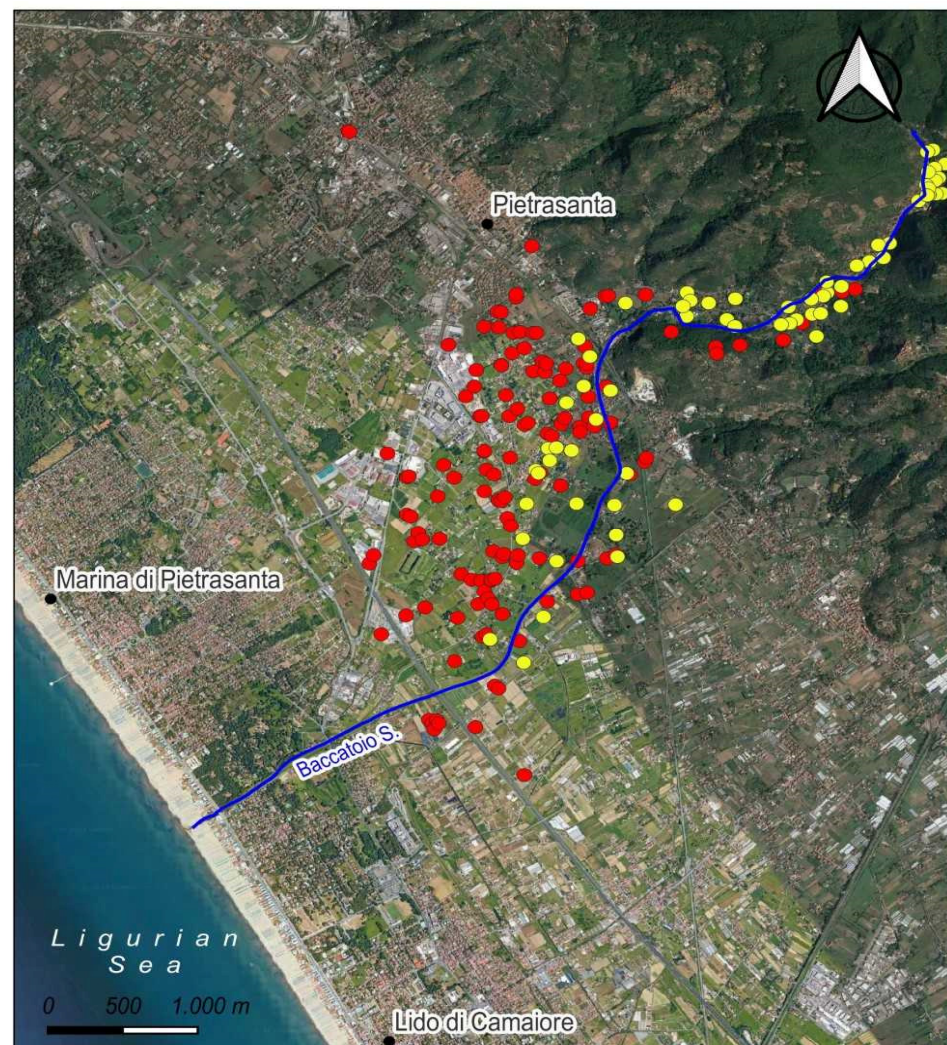 Pietrasanta
Marina di Pietrasanta
Baccatoio S.
Ligurian
Sea
0 500 1.000 m
Lido di Camaiore